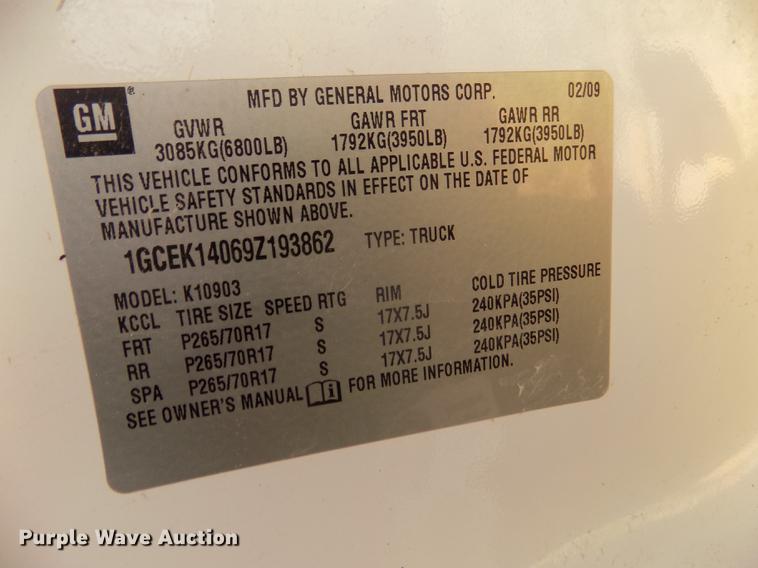 GM ®
MFD BY GENERAL MOTORS CORP. 02/09
GVWR GAWR FRT GAWR RR
3085KG(6800LB) 1792KG(3950LB) 1792KG(3950LB)
THIS VEHICLE CONFORMS TO ALL APPLICABLE U.S. FEDERAL MOTOR
VEHICLE SAFETY STANDARDS IN EFFECT ON THE DATE OF
MANUFACTURE SHOWN ABOVE.
1GCEK14069Z193862 TYPE: TRUCK
MODEL: K10903
KCCL TIRE SIZE SPEED RTG RIM COLD TIRE PRESSURE
FRT P265/70R17 S 17X7.5J 240KPA(35PSI)
RR P265/70R17 S 17X7.5J 240KPA(35PSI)
SPA P265/70R17 S 17X7.5J 240KPA(35PSI)
SEE OWNER'S MANUAL i FOR MORE INFORMATION.
Purple Wave Auction